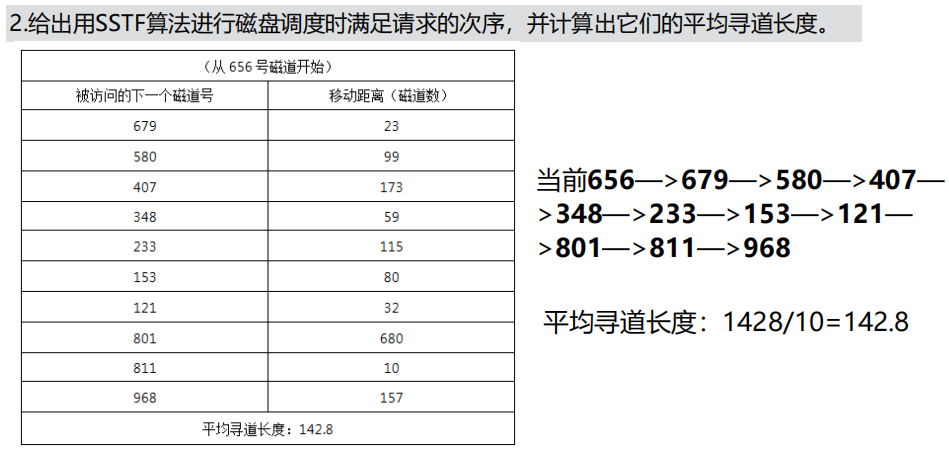 2.给出用SSTF算法进行磁盘调度时满足请求的次序，并计算出它们的平均寻道长度。
（从 656 号磁道开始）
被访问的下一个磁道号 移动距离（磁道数）
679 23
580 99
407 173
348 59
233 115
153 80
121 32
801 680
811 10
968 157
平均寻道长度：142.8
当前656—>679—>580—>407—
>348—>233—>153—>121—
>801—>811—>968
平均寻道长度：1428/10=142.8